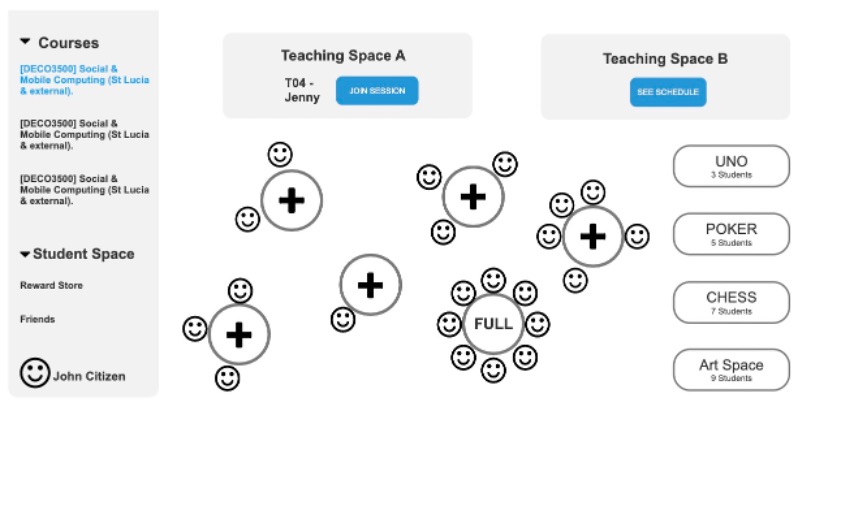 Courses
[DECO3500] Social &
Mobile Computing (St Lucia
& external).
[DECO3500] Social &
Mobile Computing (St Lucia
& external).
[DECO3500] Social &
Mobile Computing (St Lucia
& external).
Student Space
Reward Store
Friends
John Citizen
Teaching Space A
T04 -
Jenny
JOIN SESSION
Teaching Space B
SEE SCHEDULE
FULL
UNO
3 Students
POKER
5 Students
CHESS
7 Students
Art Space
9 Students